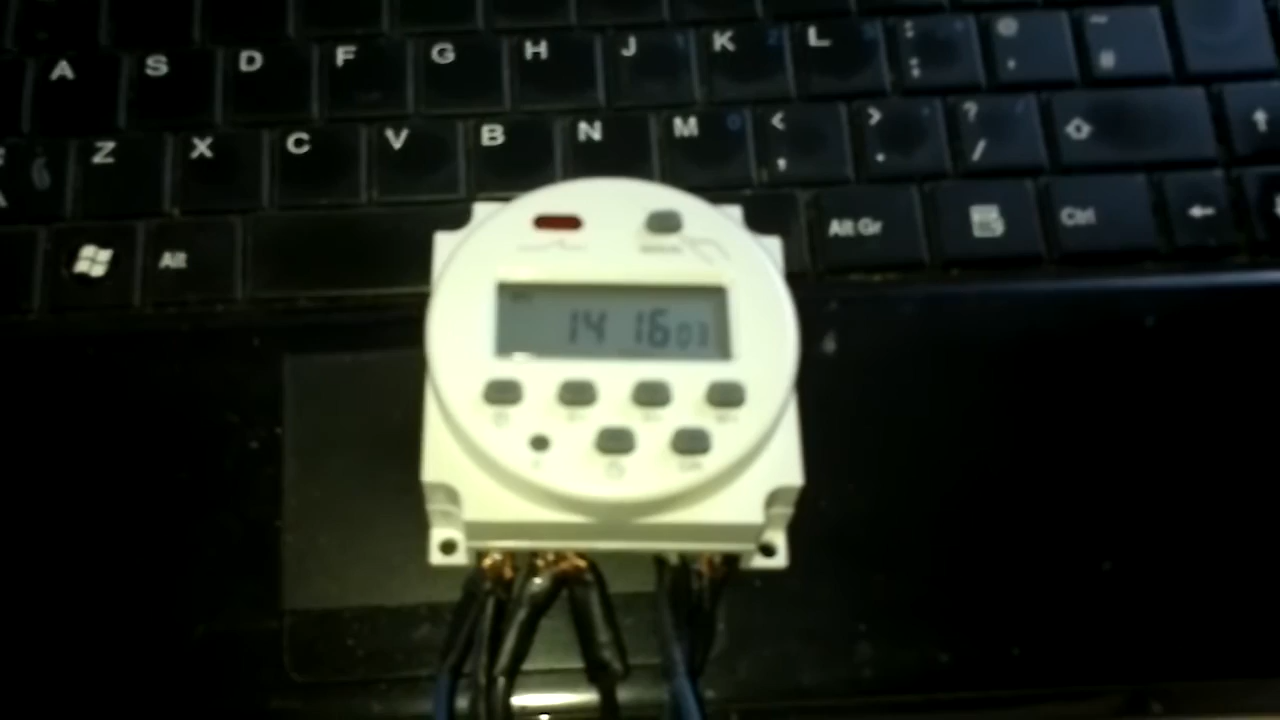 A S D F G H J K L : ; @ ' ~ #
Z X C V B N M < , > . ? /
Alt Alt Gr Ctrl
14 16 03